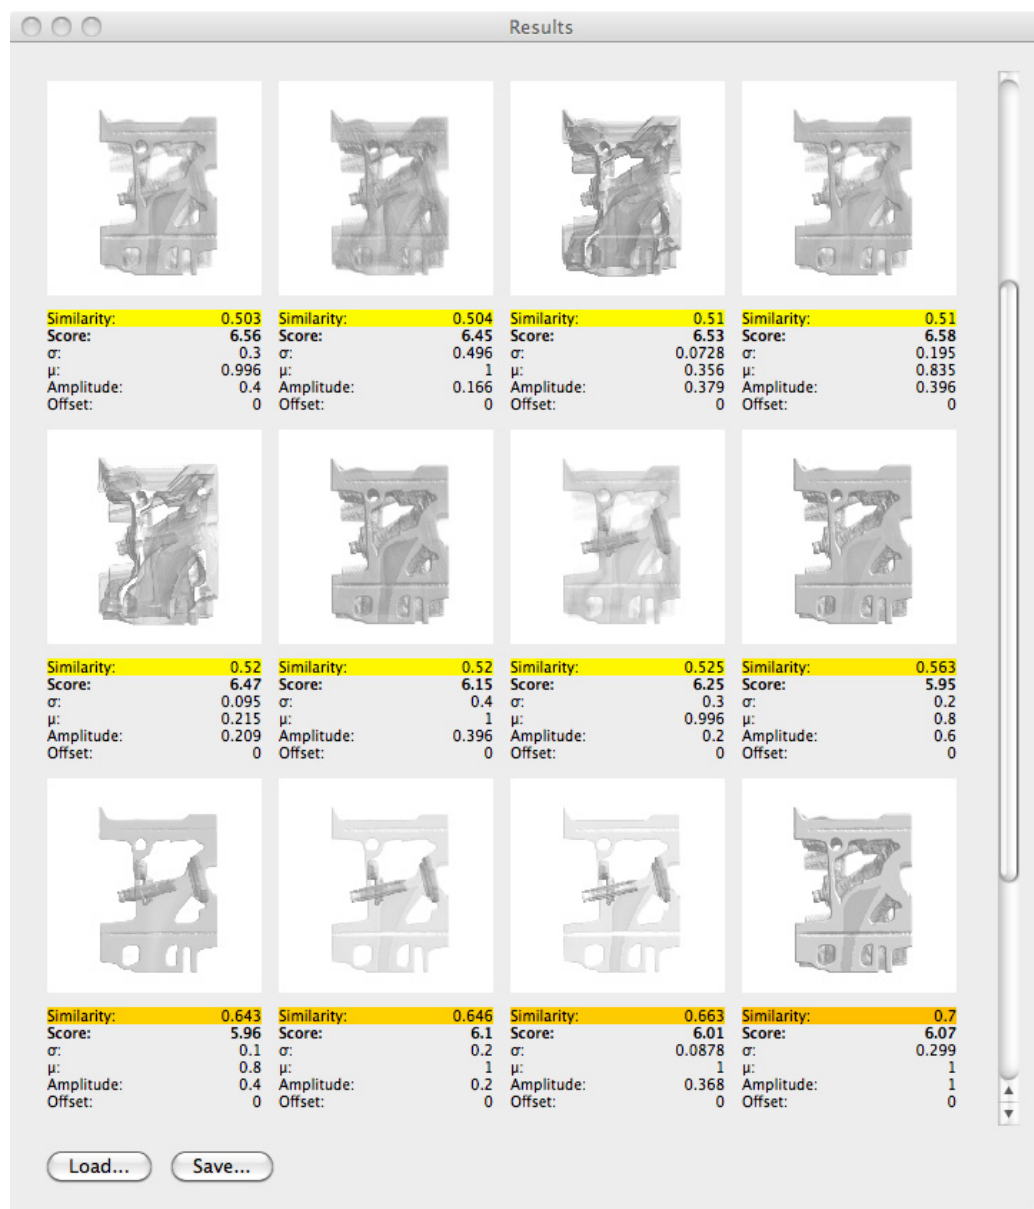 Results
Similarity: 0.503 Similarity: 0.504 Similarity: 0.51 Similarity: 0.51
Score: 6.56 Score: 6.45 Score: 6.53 Score: 6.58
σ: 0.3 σ: 0.496 σ: 0.0728 σ: 0.195
μ: 0.996 μ: 1 μ: 0.356 μ: 0.835
Amplitude: 0.4 Amplitude: 0.166 Amplitude: 0.379 Amplitude: 0.396
Offset: 0 Offset: 0 Offset: 0 Offset: 0
Similarity: 0.52 Similarity: 0.52 Similarity: 0.525 Similarity: 0.563
Score: 6.47 Score: 6.15 Score: 6.25 Score: 5.95
σ: 0.095 σ: 0.4 σ: 0.3 σ: 0.2
μ: 0.215 μ: 1 μ: 0.996 μ: 0.8
Amplitude: 0.209 Amplitude: 0.396 Amplitude: 0.2 Amplitude: 0.6
Offset: 0 Offset: 0 Offset: 0 Offset: 0
Similarity: 0.643 Similarity: 0.646 Similarity: 0.663 Similarity: 0.7
Score: 5.96 Score: 6.1 Score: 6.01 Score: 6.07
σ: 0.1 σ: 0.2 σ: 0.0878 σ: 0.299
μ: 0.8 μ: 1 μ: 1 μ: 1
Amplitude: 0.4 Amplitude: 0.2 Amplitude: 0.368 Amplitude: 1
Offset: 0 Offset: 0 Offset: 0 Offset: 0
Load... Save...